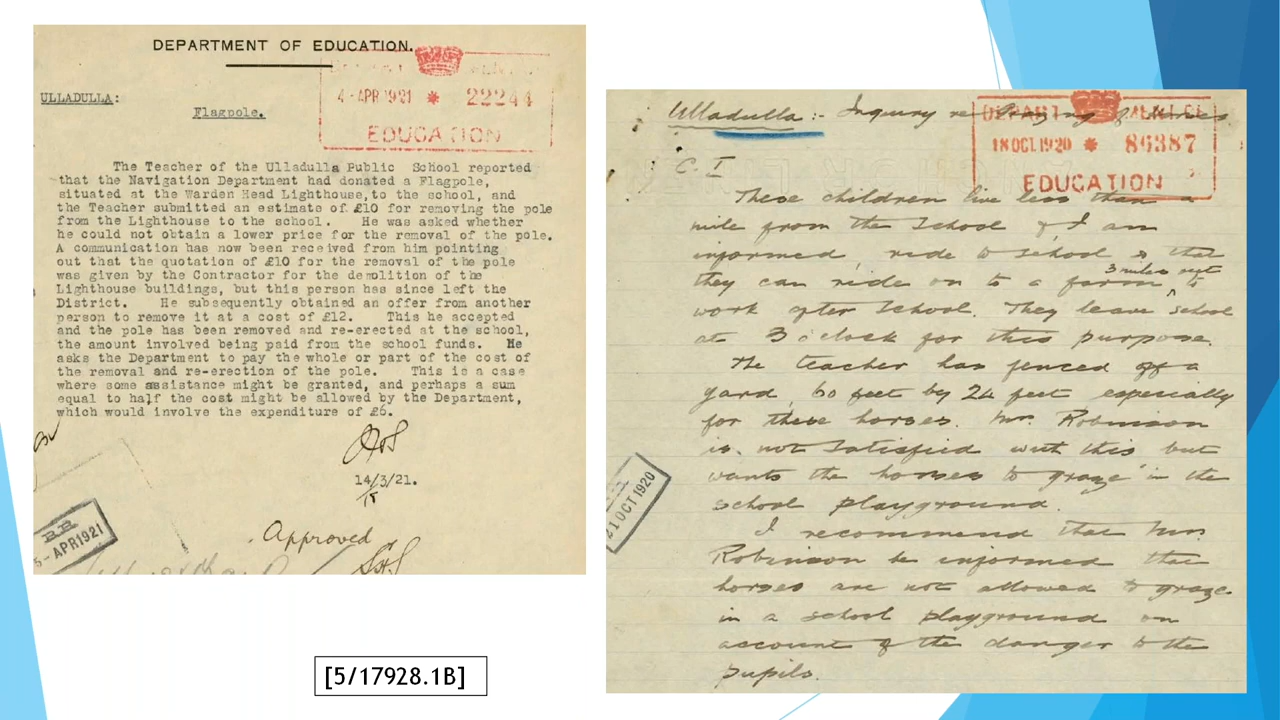 DEPARTMENT OF EDUCATION.
4-APR 1921 * 22244
EDUCATION
ULLADULLA:
Flagpole.
The Teacher of the Ulladulla Public School reported
that the Navigation Department had donated a Flagpole,
situated at the Warden Head Lighthouse, to the school, and
the Teacher submitted an estimate of £10 for removing the pole
from the Lighthouse to the school. He was asked whether
he could not obtain a lower price for the removal of the pole.
A communication has now been received from him pointing
out that the quotation of £10 for the removal of the pole
was given by the Contractor for the demolition of the
Lighthouse buildings, but this person has since left the
District. He subsequently obtained an offer from another
person to remove it at a cost of £12. This he accepted
and the pole has been removed and re-erected at the school,
the amount involved being paid from the school funds. He
asks the Department to pay the whole or part of the cost of
the removal and re-erection of the pole. This is a case
where some assistance might be granted, and perhaps a sum
equal to half the cost might be allowed by the Department,
which would involve the expenditure of £6.
14/3/21.
Approved
5-APR 1921
[5/17928.1B]
Ulladulla :- Inquiry re Grazing of horses.
DEPARTMENT OF
18 OCT 1920 * 86387
EDUCATION
C. I
These children live less than a
mile from the School & I am
informed, ride to school so that
they can ride on to a farm, 3 miles out to
work after School. They leave school
at 3 o'clock for this purpose.
The teacher has fenced off a
yard, 60 feet by 24 feet especially
for these horses. Mr. Robinson
is not satisfied with this but
wants the horses to graze in the
school playground.
I recommend that Mr.
Robinson be informed that
horses are not allowed to graze
in a school playground on
account of the danger to the
pupils.
21 OCT 1920